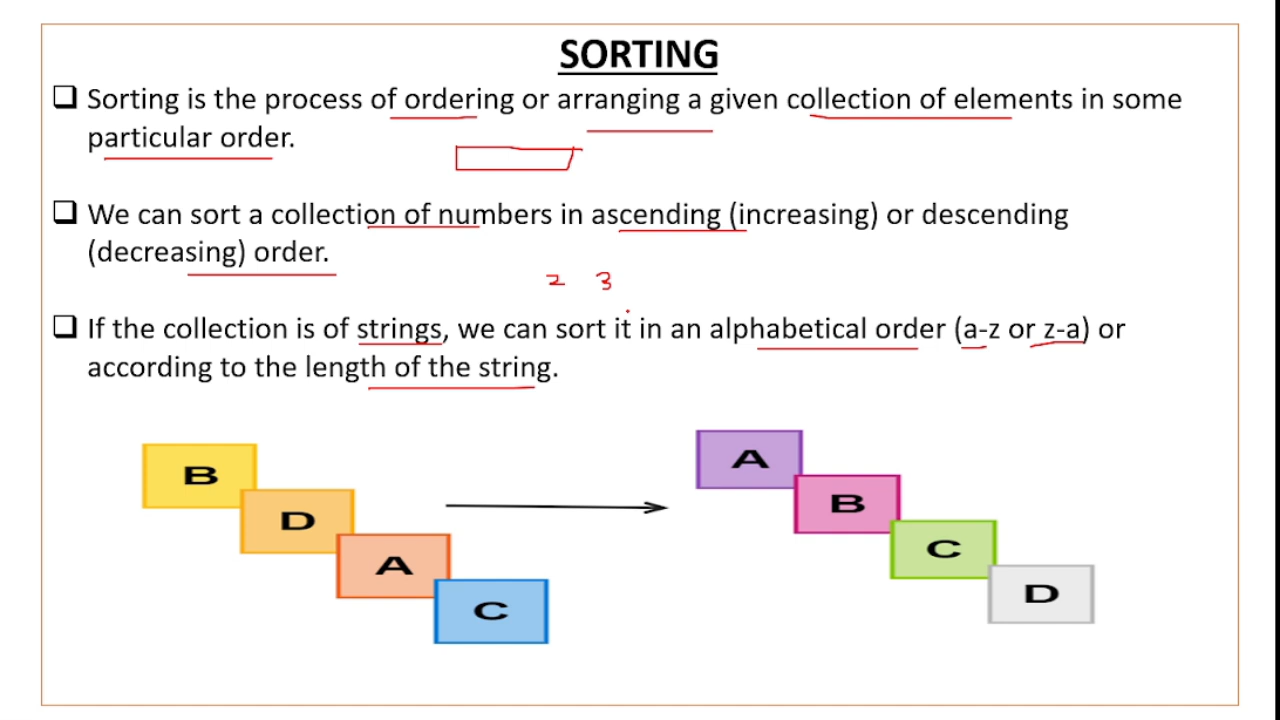 SORTING
Sorting is the process of ordering or arranging a given collection of elements in some
particular order.
We can sort a collection of numbers in ascending (increasing) or descending
(decreasing) order.
2 3
If the collection is of strings, we can sort it in an alphabetical order (a-z or z-a) or
according to the length of the string.
B
D
A
C
A
B
C
D